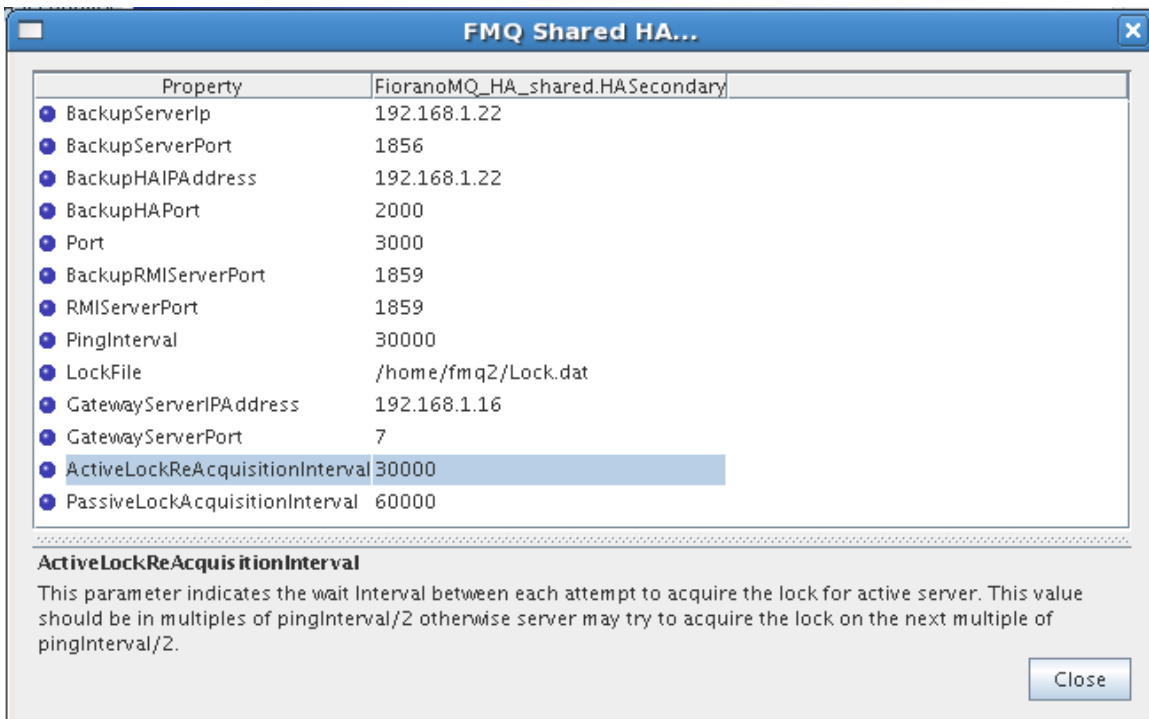 FMQ Shared HA...
Property FioranoMQ_HA_shared.HASecondary
BackupServerIp 192.168.1.22
BackupServerPort 1856
BackupHAIPAddress 192.168.1.22
BackupHAPort 2000
Port 3000
BackupRMIServerPort 1859
RMIServerPort 1859
PingInterval 30000
LockFile /home/fmq2/Lock.dat
GatewayServerIPAddress 192.168.1.16
GatewayServerPort 7
ActiveLockReAcquisitionInterval 30000
PassiveLockAcquisitionInterval 60000
ActiveLockReAcquisitionInterval
This parameter indicates the wait Interval between each attempt to acquire the lock for active server. This value
should be in multiples of pingInterval/2 otherwise server may try to acquire the lock on the next multiple of
pingInterval/2.
Close